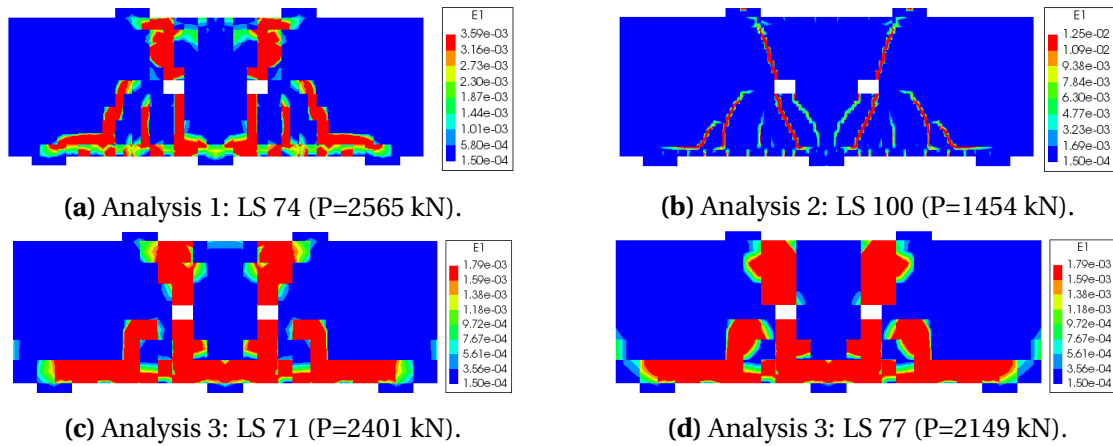 E1
3.59e-03
3.16e-03
2.73e-03
2.30e-03
1.87e-03
1.44e-03
1.01e-03
5.80e-04
1.50e-04
E1
1.25e-02
1.09e-02
9.38e-03
7.84e-03
6.30e-03
4.77e-03
3.23e-03
1.69e-03
1.50e-04
(a) Analysis 1: LS 74 (P=2565 kN).
(b) Analysis 2: LS 100 (P=1454 kN).
E1
1.79e-03
1.59e-03
1.38e-03
1.18e-03
9.72e-04
7.67e-04
5.61e-04
3.56e-04
1.50e-04
E1
1.79e-03
1.59e-03
1.38e-03
1.18e-03
9.72e-04
7.67e-04
5.61e-04
3.56e-04
1.50e-04
(c) Analysis 3: LS 71 (P=2401 kN).
(d) Analysis 3: LS 77 (P=2149 kN).